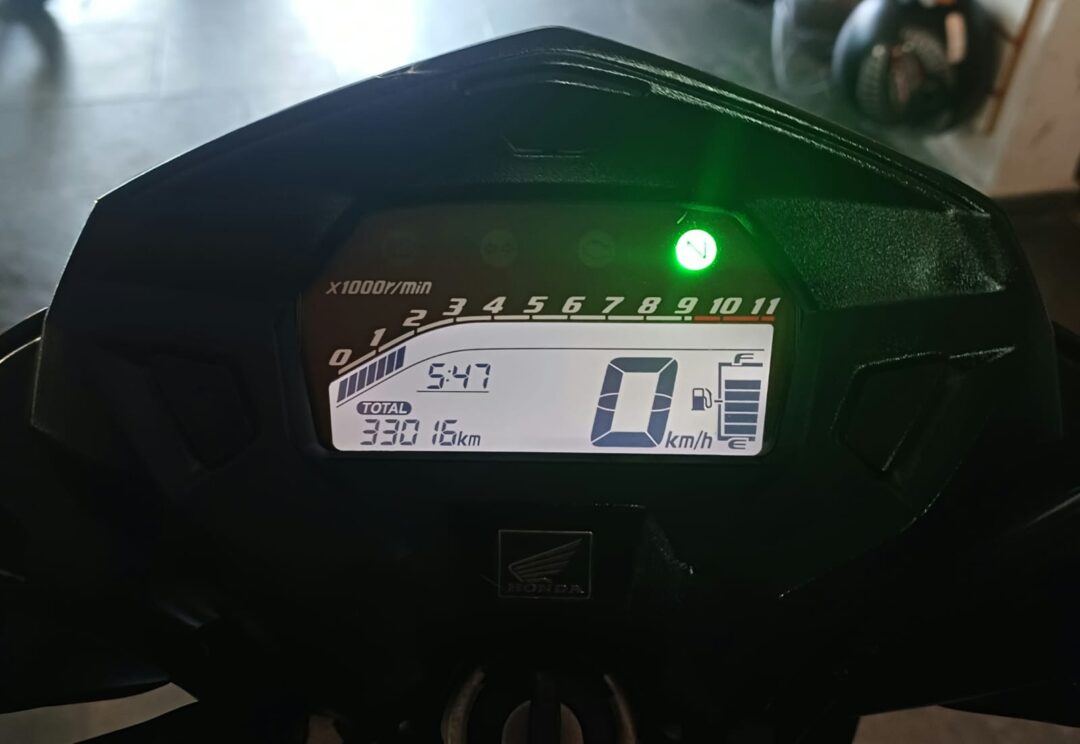 N
x1000r/min
0 1 2 3 4 5 6 7 8 9 10 11
5:47
TOTAL
33016km
0 km/h
F
E
HONDA